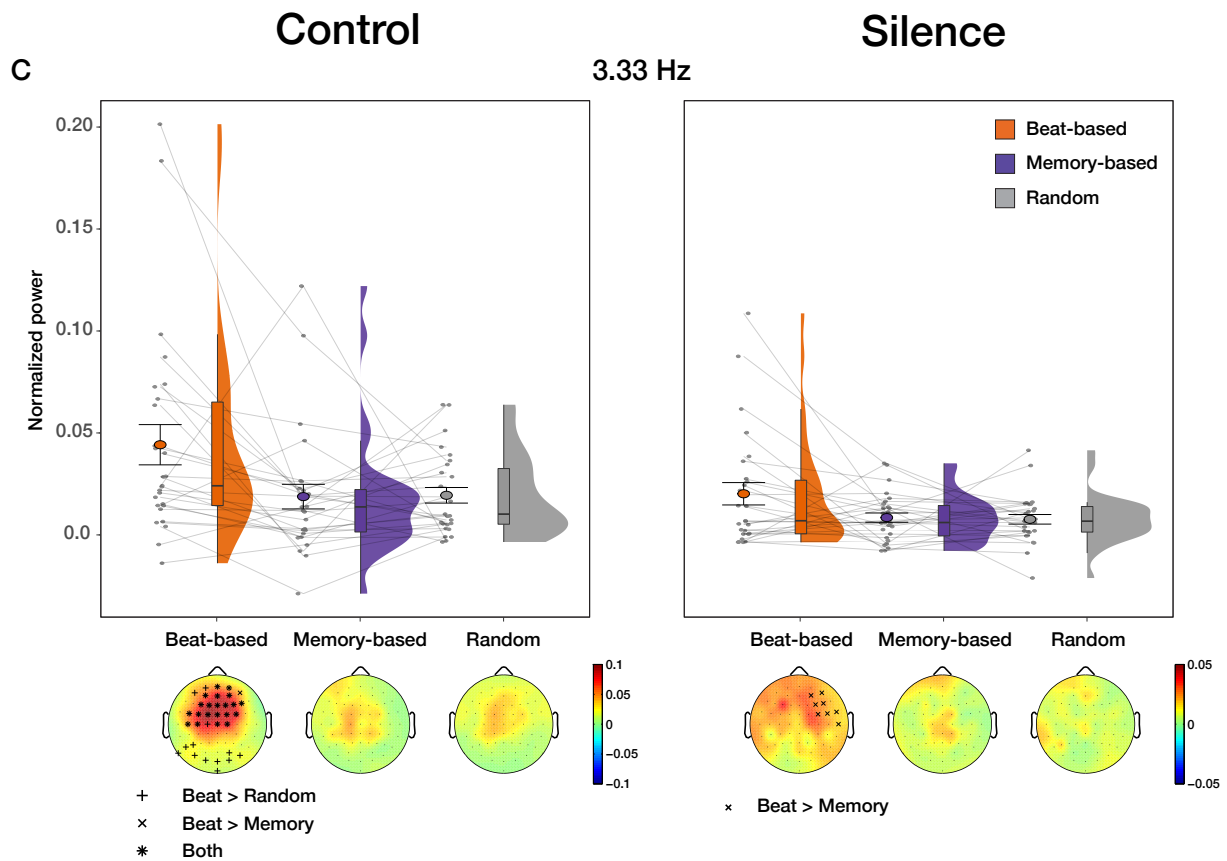 Control
Silence
C
3.33 Hz
Normalized power
0.20
0.15
0.10
0.05
0.0
Beat-based
Memory-based
Random
Beat-based
Memory-based
Random
Beat-based
Memory-based
Random
0.1
0.05
0
−0.05
−0.1
0.05
0
−0.05
+ Beat > Random
× Beat > Memory
✱ Both
× Beat > Memory